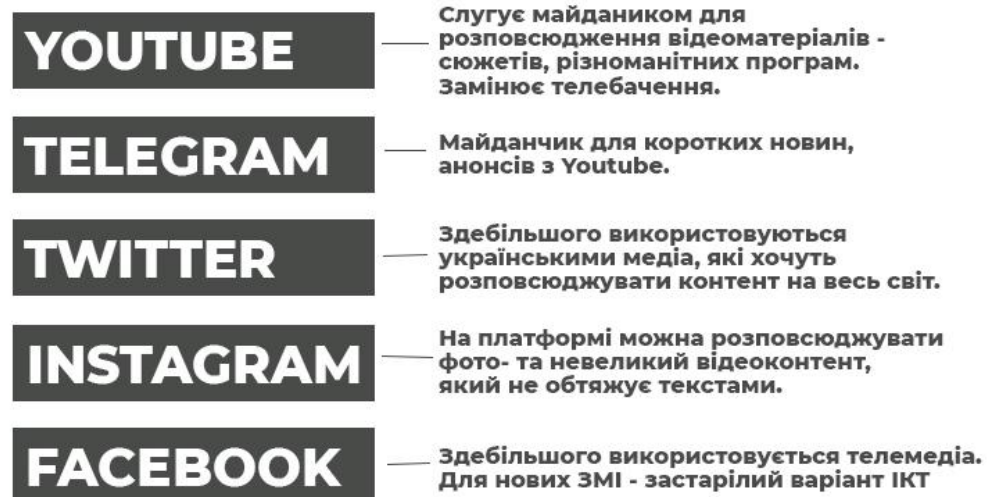 YOUTUBE
Слугує майдаником для
розповсюдження відеоматеріалів -
сюжетів, різноманітних програм.
Замінює телебачення.
TELEGRAM
Майданчик для коротких новин,
анонсів з Youtube.
TWITTER
Здебільшого використовуються
українськими медіа, які хочуть
розповсюджувати контент на весь світ.
INSTAGRAM
На платформі можна розповсюджувати
фото- та невеликий відеоконтент,
який не обтяжує текстами.
FACEBOOK
Здебільшого використовується телемедіа.
Для нових ЗМІ - застарілий варіант ІКТ